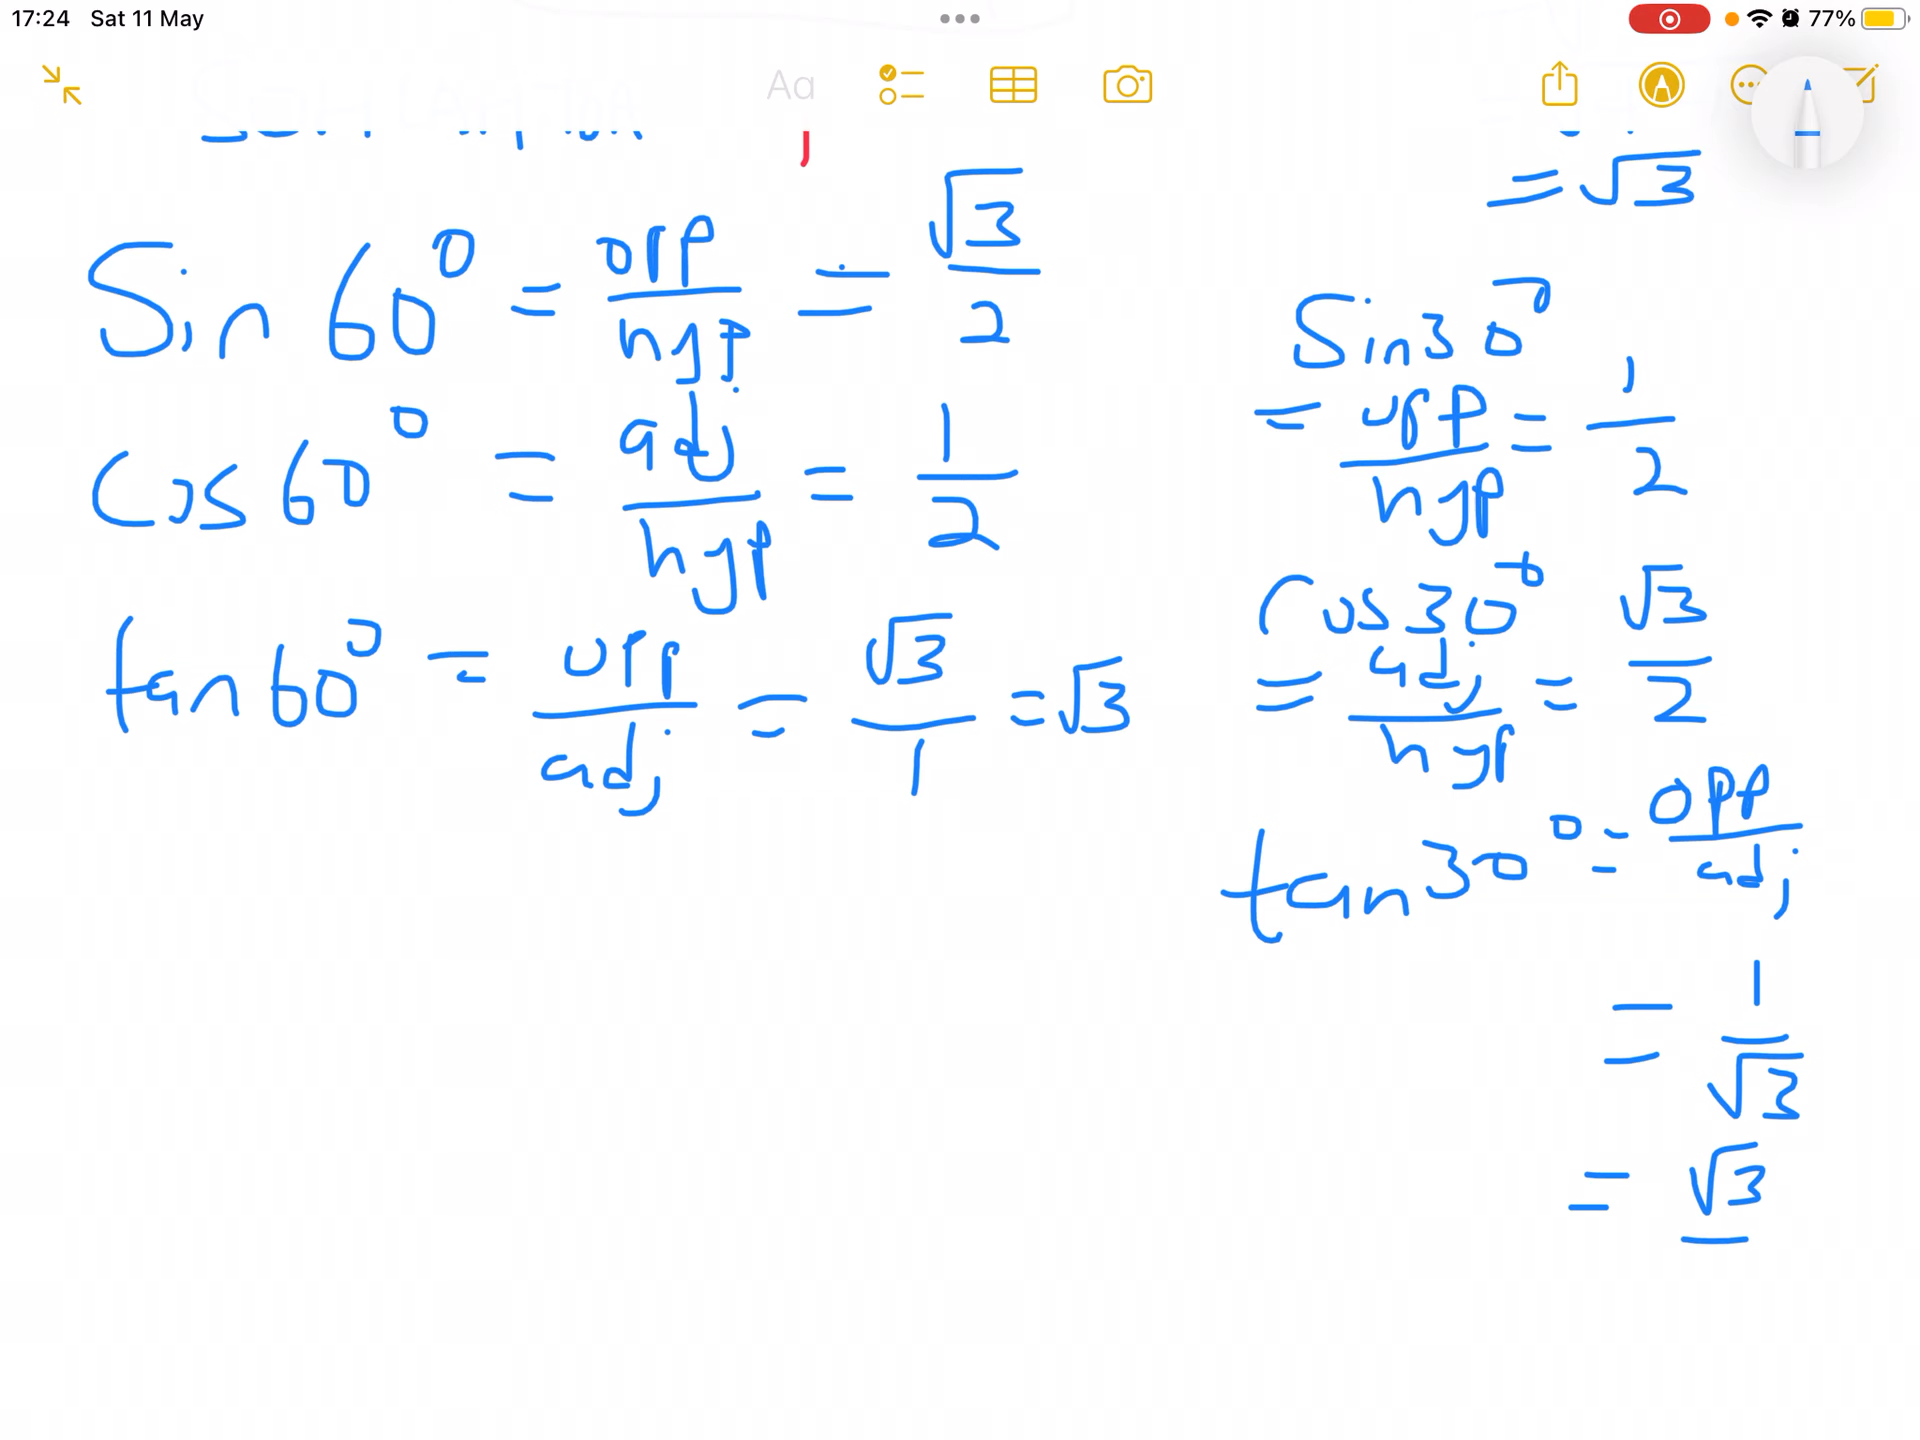 17:24 Sat 11 May
77%
Aa
= √3
Sin 60° = opp/hyp = √3/2
cos 60° = adj/hyp = 1/2
tan 60° = opp/adj = √3/1 = √3
Sin 30°
= opp/hyp = 1/2
Cos 30°
= adj/hyp = √3/2
tan 30° = opp/adj
= 1/√3
= √3